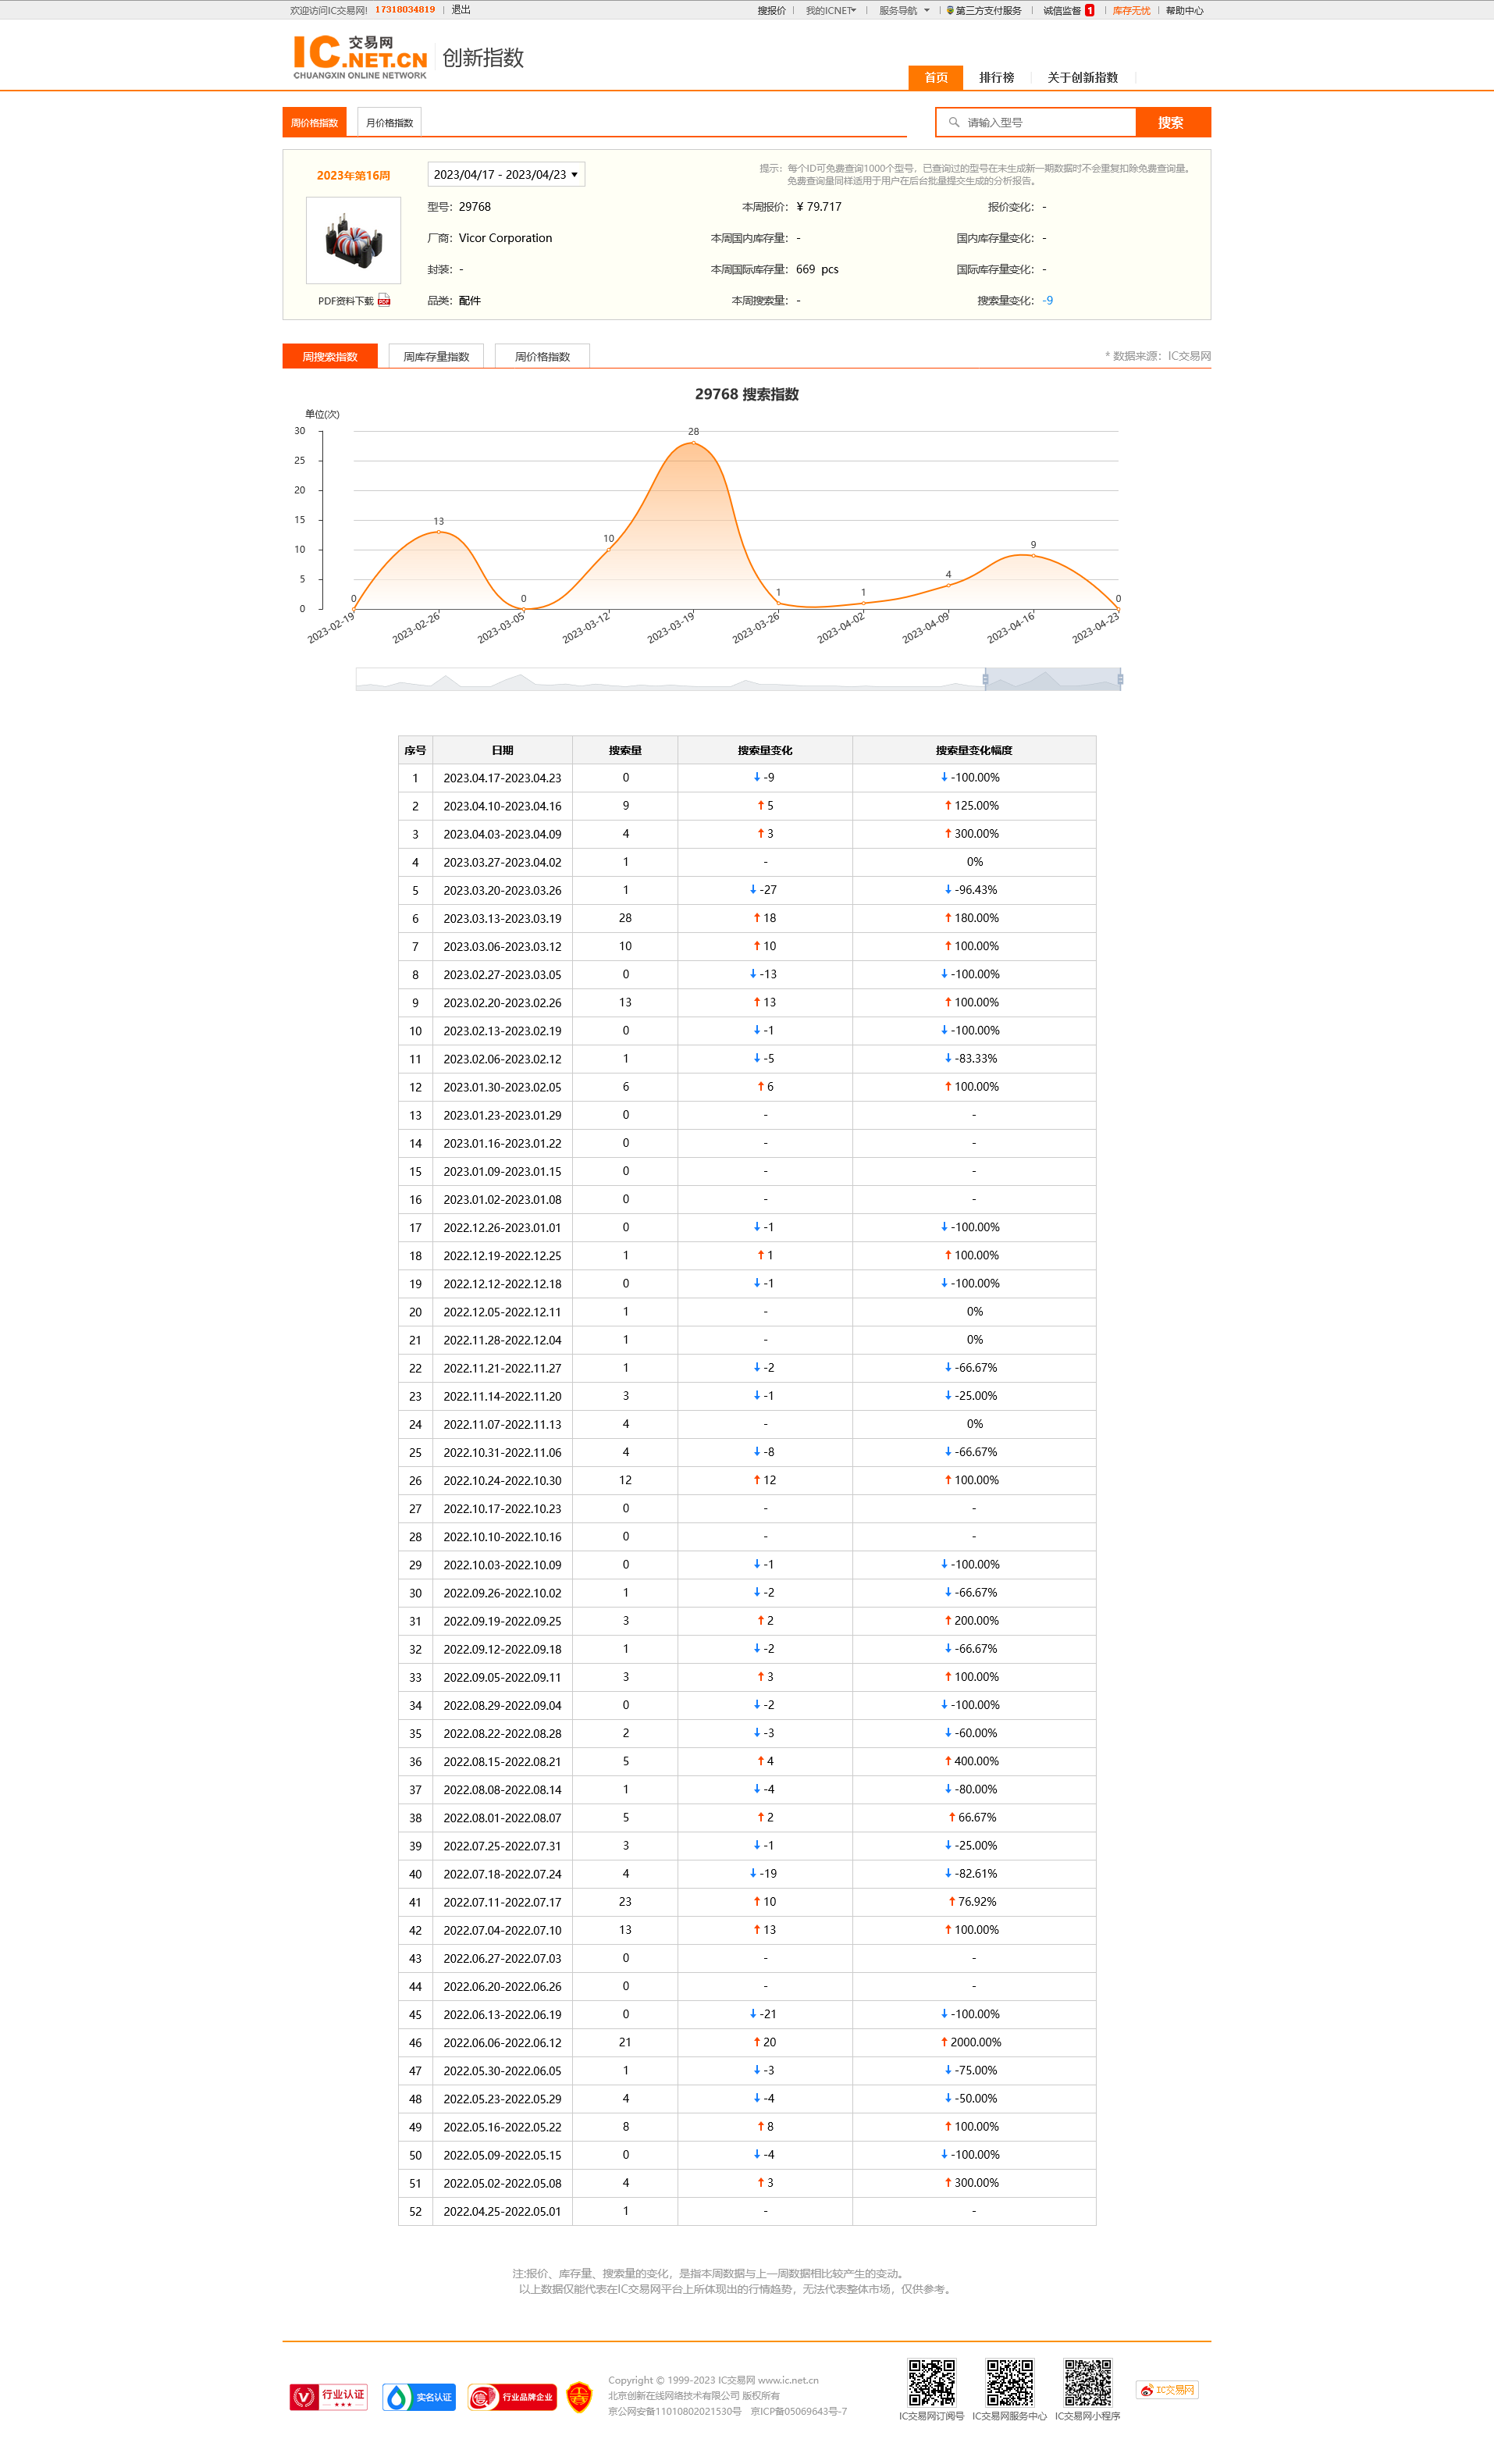 欢迎访问IC交易网! 17318034819 退出 搜报价 我的ICNET 服务导航 第三方支付服务 诚信监督 1 库存无忧 帮助中心
IC交易网.NET.CN 创新指数
CHUANGXIN ONLINE NETWORK
首页 排行榜 关于创新指数
周价格指数 月价格指数 请输入型号 搜索
2023年第16周 2023/04/17 - 2023/04/23 提示：每个ID可免费查询1000个型号，已查询过的型号在未生成新一期数据时不会重复扣除免费查询量。
免费查询量同样适用于用户在后台批量提交生成的分析报告。
型号：29768 本周报价：¥ 79.717 报价变化：-
厂商：Vicor Corporation 本周国内库存量：- 国内库存量变化：-
封装：- 本周国际库存量：669 pcs 国际库存量变化：-
PDF资料下载 PDF 品类：配件 本周搜索量：- 搜索量变化：-9
周搜索指数 周库存量指数 周价格指数 * 数据来源：IC交易网
29768 搜索指数
单位(次)
30
25
20
15
10
5
0
0 13 0 10 28 1 1 4 9 0
2023-02-19 2023-02-26 2023-03-05 2023-03-12 2023-03-19 2023-03-26 2023-04-02 2023-04-09 2023-04-16 2023-04-23
序号 日期 搜索量 搜索量变化 搜索量变化幅度
1 2023.04.17-2023.04.23 0 ↓ -9 ↓ -100.00%
2 2023.04.10-2023.04.16 9 ↑ 5 ↑ 125.00%
3 2023.04.03-2023.04.09 4 ↑ 3 ↑ 300.00%
4 2023.03.27-2023.04.02 1 - 0%
5 2023.03.20-2023.03.26 1 ↓ -27 ↓ -96.43%
6 2023.03.13-2023.03.19 28 ↑ 18 ↑ 180.00%
7 2023.03.06-2023.03.12 10 ↑ 10 ↑ 100.00%
8 2023.02.27-2023.03.05 0 ↓ -13 ↓ -100.00%
9 2023.02.20-2023.02.26 13 ↑ 13 ↑ 100.00%
10 2023.02.13-2023.02.19 0 ↓ -1 ↓ -100.00%
11 2023.02.06-2023.02.12 1 ↓ -5 ↓ -83.33%
12 2023.01.30-2023.02.05 6 ↑ 6 ↑ 100.00%
13 2023.01.23-2023.01.29 0 - -
14 2023.01.16-2023.01.22 0 - -
15 2023.01.09-2023.01.15 0 - -
16 2023.01.02-2023.01.08 0 - -
17 2022.12.26-2023.01.01 0 ↓ -1 ↓ -100.00%
18 2022.12.19-2022.12.25 1 ↑ 1 ↑ 100.00%
19 2022.12.12-2022.12.18 0 ↓ -1 ↓ -100.00%
20 2022.12.05-2022.12.11 1 - 0%
21 2022.11.28-2022.12.04 1 - 0%
22 2022.11.21-2022.11.27 1 ↓ -2 ↓ -66.67%
23 2022.11.14-2022.11.20 3 ↓ -1 ↓ -25.00%
24 2022.11.07-2022.11.13 4 - 0%
25 2022.10.31-2022.11.06 4 ↓ -8 ↓ -66.67%
26 2022.10.24-2022.10.30 12 ↑ 12 ↑ 100.00%
27 2022.10.17-2022.10.23 0 - -
28 2022.10.10-2022.10.16 0 - -
29 2022.10.03-2022.10.09 0 ↓ -1 ↓ -100.00%
30 2022.09.26-2022.10.02 1 ↓ -2 ↓ -66.67%
31 2022.09.19-2022.09.25 3 ↑ 2 ↑ 200.00%
32 2022.09.12-2022.09.18 1 ↓ -2 ↓ -66.67%
33 2022.09.05-2022.09.11 3 ↑ 3 ↑ 100.00%
34 2022.08.29-2022.09.04 0 ↓ -2 ↓ -100.00%
35 2022.08.22-2022.08.28 2 ↓ -3 ↓ -60.00%
36 2022.08.15-2022.08.21 5 ↑ 4 ↑ 400.00%
37 2022.08.08-2022.08.14 1 ↓ -4 ↓ -80.00%
38 2022.08.01-2022.08.07 5 ↑ 2 ↑ 66.67%
39 2022.07.25-2022.07.31 3 ↓ -1 ↓ -25.00%
40 2022.07.18-2022.07.24 4 ↓ -19 ↓ -82.61%
41 2022.07.11-2022.07.17 23 ↑ 10 ↑ 76.92%
42 2022.07.04-2022.07.10 13 ↑ 13 ↑ 100.00%
43 2022.06.27-2022.07.03 0 - -
44 2022.06.20-2022.06.26 0 - -
45 2022.06.13-2022.06.19 0 ↓ -21 ↓ -100.00%
46 2022.06.06-2022.06.12 21 ↑ 20 ↑ 2000.00%
47 2022.05.30-2022.06.05 1 ↓ -3 ↓ -75.00%
48 2022.05.23-2022.05.29 4 ↓ -4 ↓ -50.00%
49 2022.05.16-2022.05.22 8 ↑ 8 ↑ 100.00%
50 2022.05.09-2022.05.15 0 ↓ -4 ↓ -100.00%
51 2022.05.02-2022.05.08 4 ↑ 3 ↑ 300.00%
52 2022.04.25-2022.05.01 1 - -
注:报价、库存量、搜索量的变化，是指本周数据与上一周数据相比较产生的变动。
以上数据仅能代表在IC交易网平台上所体现出的行情趋势，无法代表整体市场，仅供参考。
行业认证 实名认证 行业品牌企业
Copyright © 1999-2023 IC交易网 www.ic.net.cn
北京创新在线网络技术有限公司 版权所有
京公网安备11010802021530号 京ICP备05069643号-7
IC交易网订阅号 IC交易网服务中心 IC交易网小程序
IC交易网